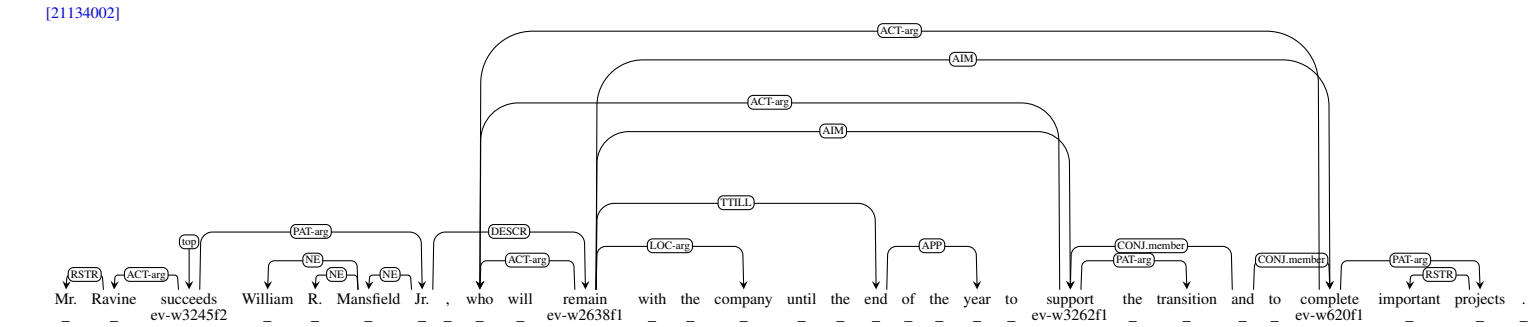 [21134002]
ACT-arg
AIM
ACT-arg
AIM
TTILL
top PAT-arg DESCR LOC-arg APP CONJ.member
RSTR ACT-arg NE NE NE ACT-arg PAT-arg CONJ.member PAT-arg RSTR
Mr. Ravine succeeds William R. Mansfield Jr. , who will remain with the company until the end of the year to support the transition and to complete important projects .
_ _ ev-w3245f2 _ _ _ _ _ _ _ ev-w2638f1 _ _ _ _ _ _ _ _ _ _ ev-w3262f1 _ _ _ _ ev-w620f1 _ _ _